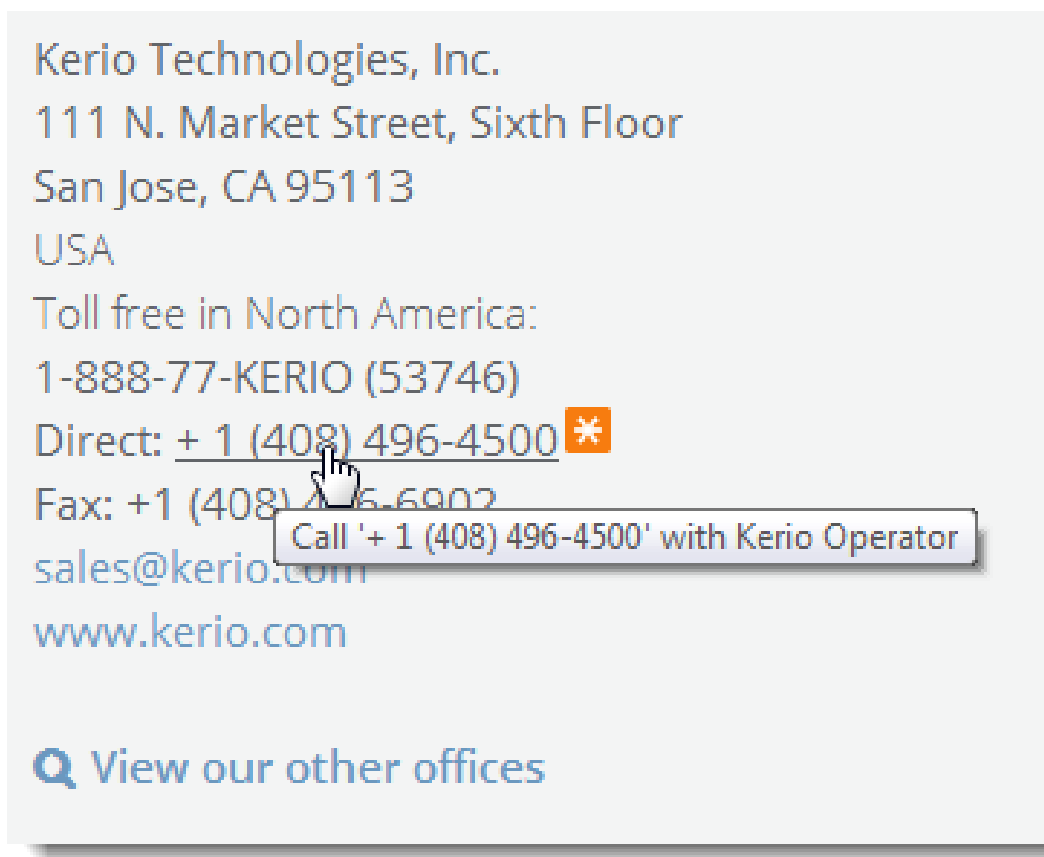 Kerio Technologies, Inc.
111 N. Market Street, Sixth Floor
San Jose, CA 95113
USA
Toll free in North America:
1-888-77-KERIO (53746)
Direct: + 1 (408) 496-4500
Fax: +1 (408) 496-6902
Call '+ 1 (408) 496-4500' with Kerio Operator
sales@kerio.com
www.kerio.com
View our other offices